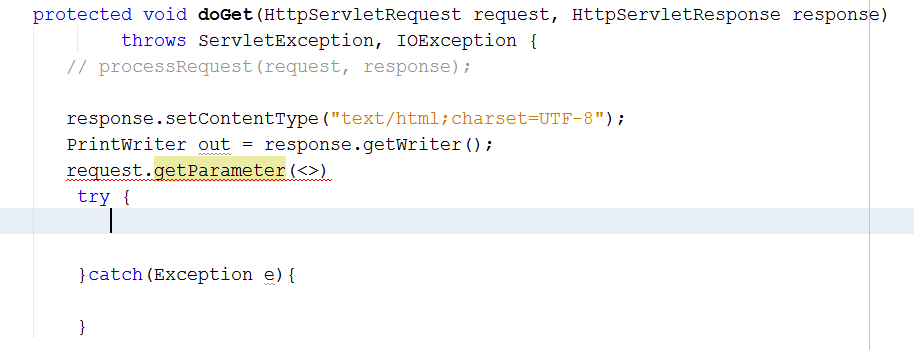 protected void doGet(HttpServletRequest request, HttpServletResponse response)
throws ServletException, IOException {
// processRequest(request, response);
response.setContentType("text/html;charset=UTF-8");
PrintWriter out = response.getWriter();
request.getParameter(<>)
try {
}catch(Exception e){
}